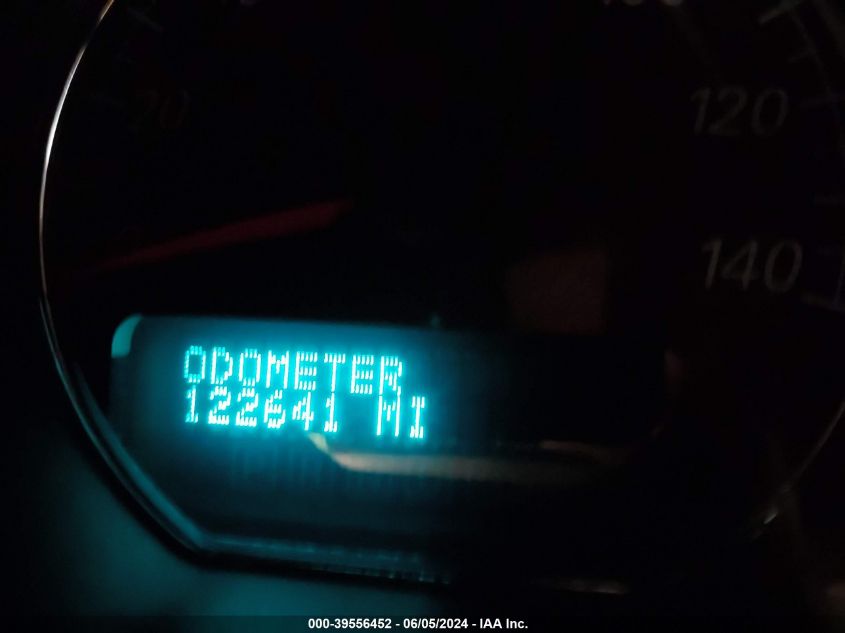 120
140
ODOMETER
122641 MI
000-39556452 - 06/05/2024 - IAA Inc.